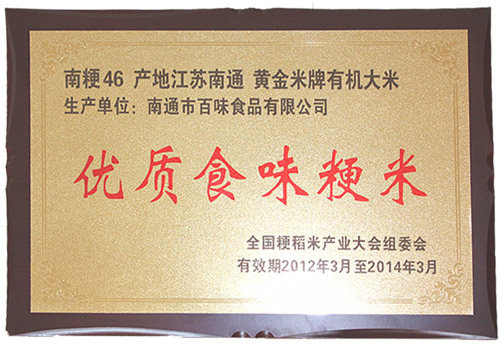 南粳46 产地江苏南通 黄金米牌有机大米
生产单位：南通市百味食品有限公司
优质食味粳米
全国粳稻米产业大会组委会
有效期2012年3月至2014年3月